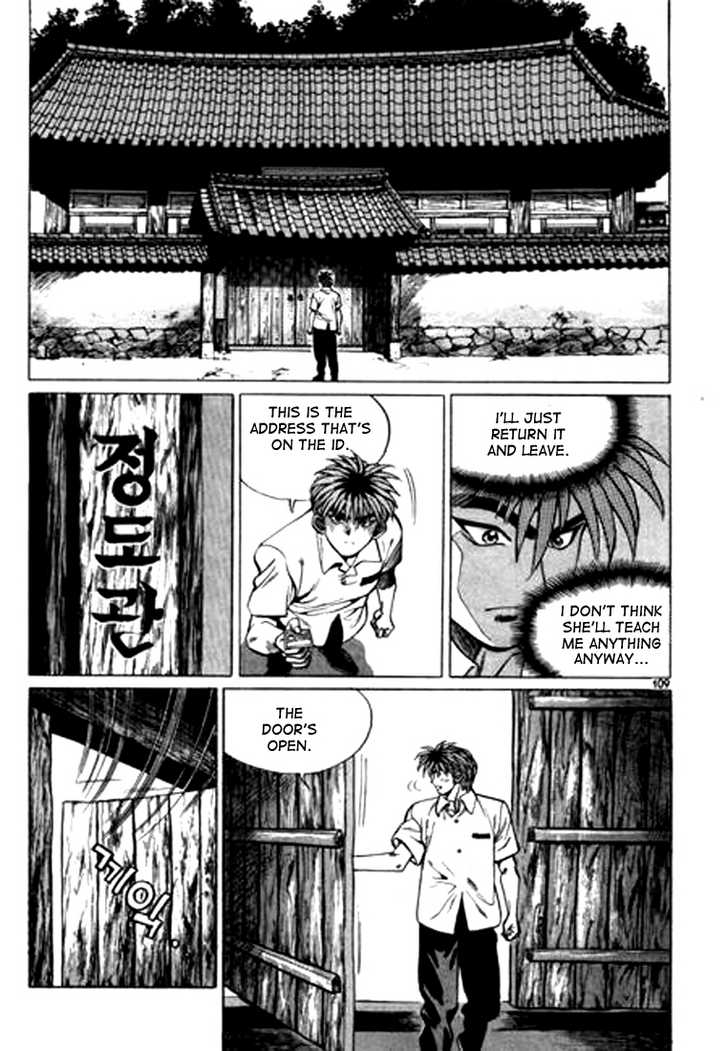 정도관
THIS IS THE
ADDRESS THAT'S
ON THE ID.
I'LL JUST
RETURN IT
AND LEAVE.
I DON'T THINK
SHE'LL TEACH
ME ANYTHING
ANYWAY...
109
끼이익.
THE
DOOR'S
OPEN.